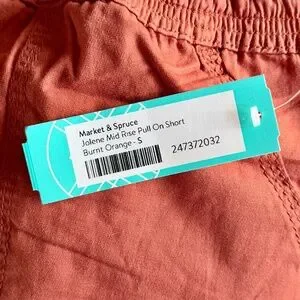 Market & Spruce
Jolene Mid Rise Pull On Short
Burnt Orange - S
247372032